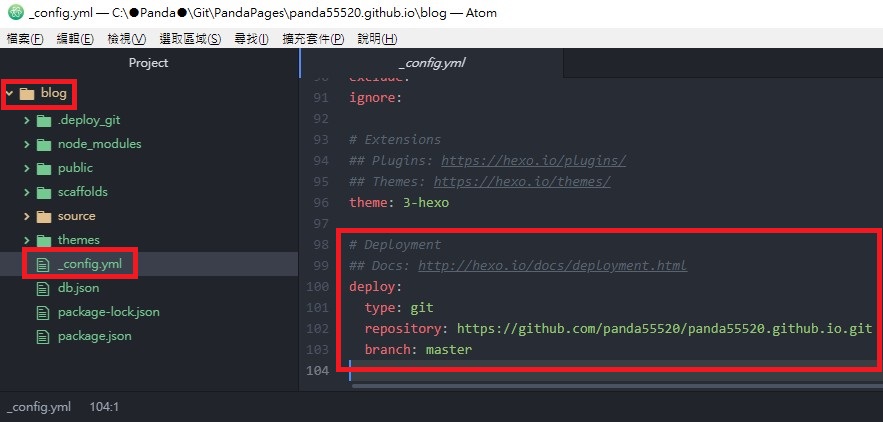 _config.yml — C:\●Panda●\Git\PandaPages\panda55520.github.io\blog — Atom
檔案(F) 編輯(E) 檢視(V) 選取區域(S) 尋找(I) 擴充套件(P) 說明(H)
Project
_config.yml
blog
.deploy_git
node_modules
public
scaffolds
source
themes
_config.yml
db.json
package-lock.json
package.json
90 exclude:
91 ignore:
92
93 # Extensions
94 ## Plugins: https://hexo.io/plugins/
95 ## Themes: https://hexo.io/themes/
96 theme: 3-hexo
97
98 # Deployment
99 ## Docs: http://hexo.io/docs/deployment.html
100 deploy:
101 type: git
102 repository: https://github.com/panda55520/panda55520.github.io.git
103 branch: master
104
_config.yml 104:1